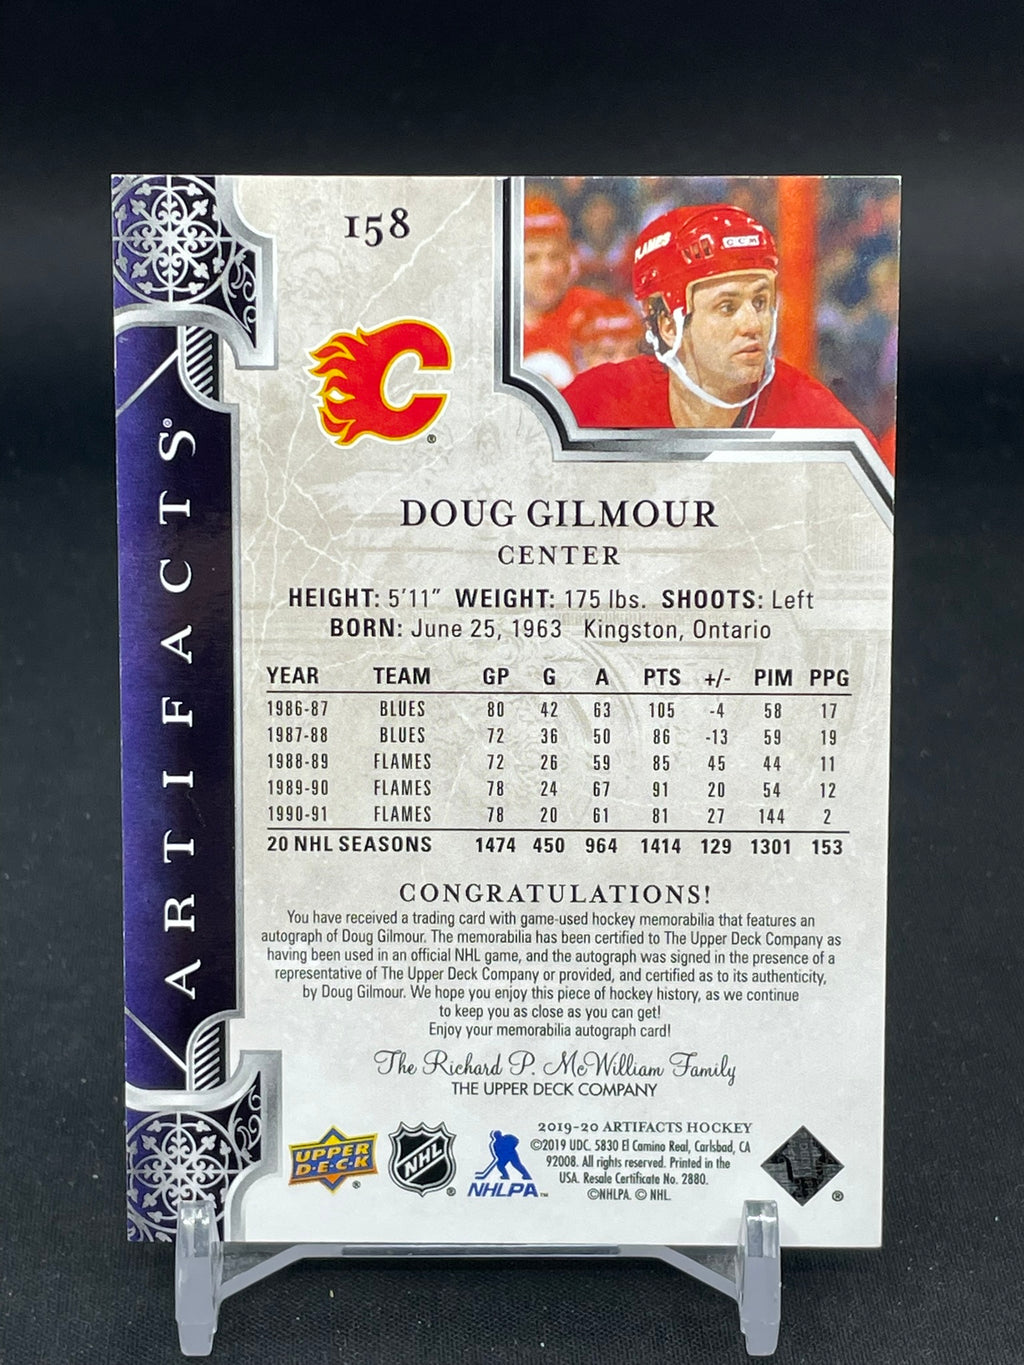 158
FLAMES
CCM
ARTIFACTS®
®
DOUG GILMOUR
CENTER
HEIGHT: 5'11" WEIGHT: 175 lbs. SHOOTS: Left
BORN: June 25, 1963 Kingston, Ontario
YEAR TEAM GP G A PTS +/- PIM PPG
1986-87 BLUES 80 42 63 105 -4 58 17
1987-88 BLUES 72 36 50 86 -13 59 19
1988-89 FLAMES 72 26 59 85 45 44 11
1989-90 FLAMES 78 24 67 91 20 54 12
1990-91 FLAMES 78 20 61 81 27 144 2
20 NHL SEASONS 1474 450 964 1414 129 1301 153
CONGRATULATIONS!
You have received a trading card with game-used hockey memorabilia that features an
autograph of Doug Gilmour. The memorabilia has been certified to The Upper Deck Company as
having been used in an official NHL game, and the autograph was signed in the presence of a
representative of The Upper Deck Company or provided, and certified as to its authenticity,
by Doug Gilmour. We hope you enjoy this piece of hockey history, as we continue
to keep you as close as you can get!
Enjoy your memorabilia autograph card!
The Richard P. McWilliam Family
THE UPPER DECK COMPANY
UPPER
D·E·C·K
®
NHL
®
NHLPA™
2019-20 ARTIFACTS HOCKEY
©2019 UDC, 5830 El Camino Real, Carlsbad, CA
92008. All rights reserved. Printed in the
USA. Resale Certificate No. 2880.
©NHLPA. © NHL.
®